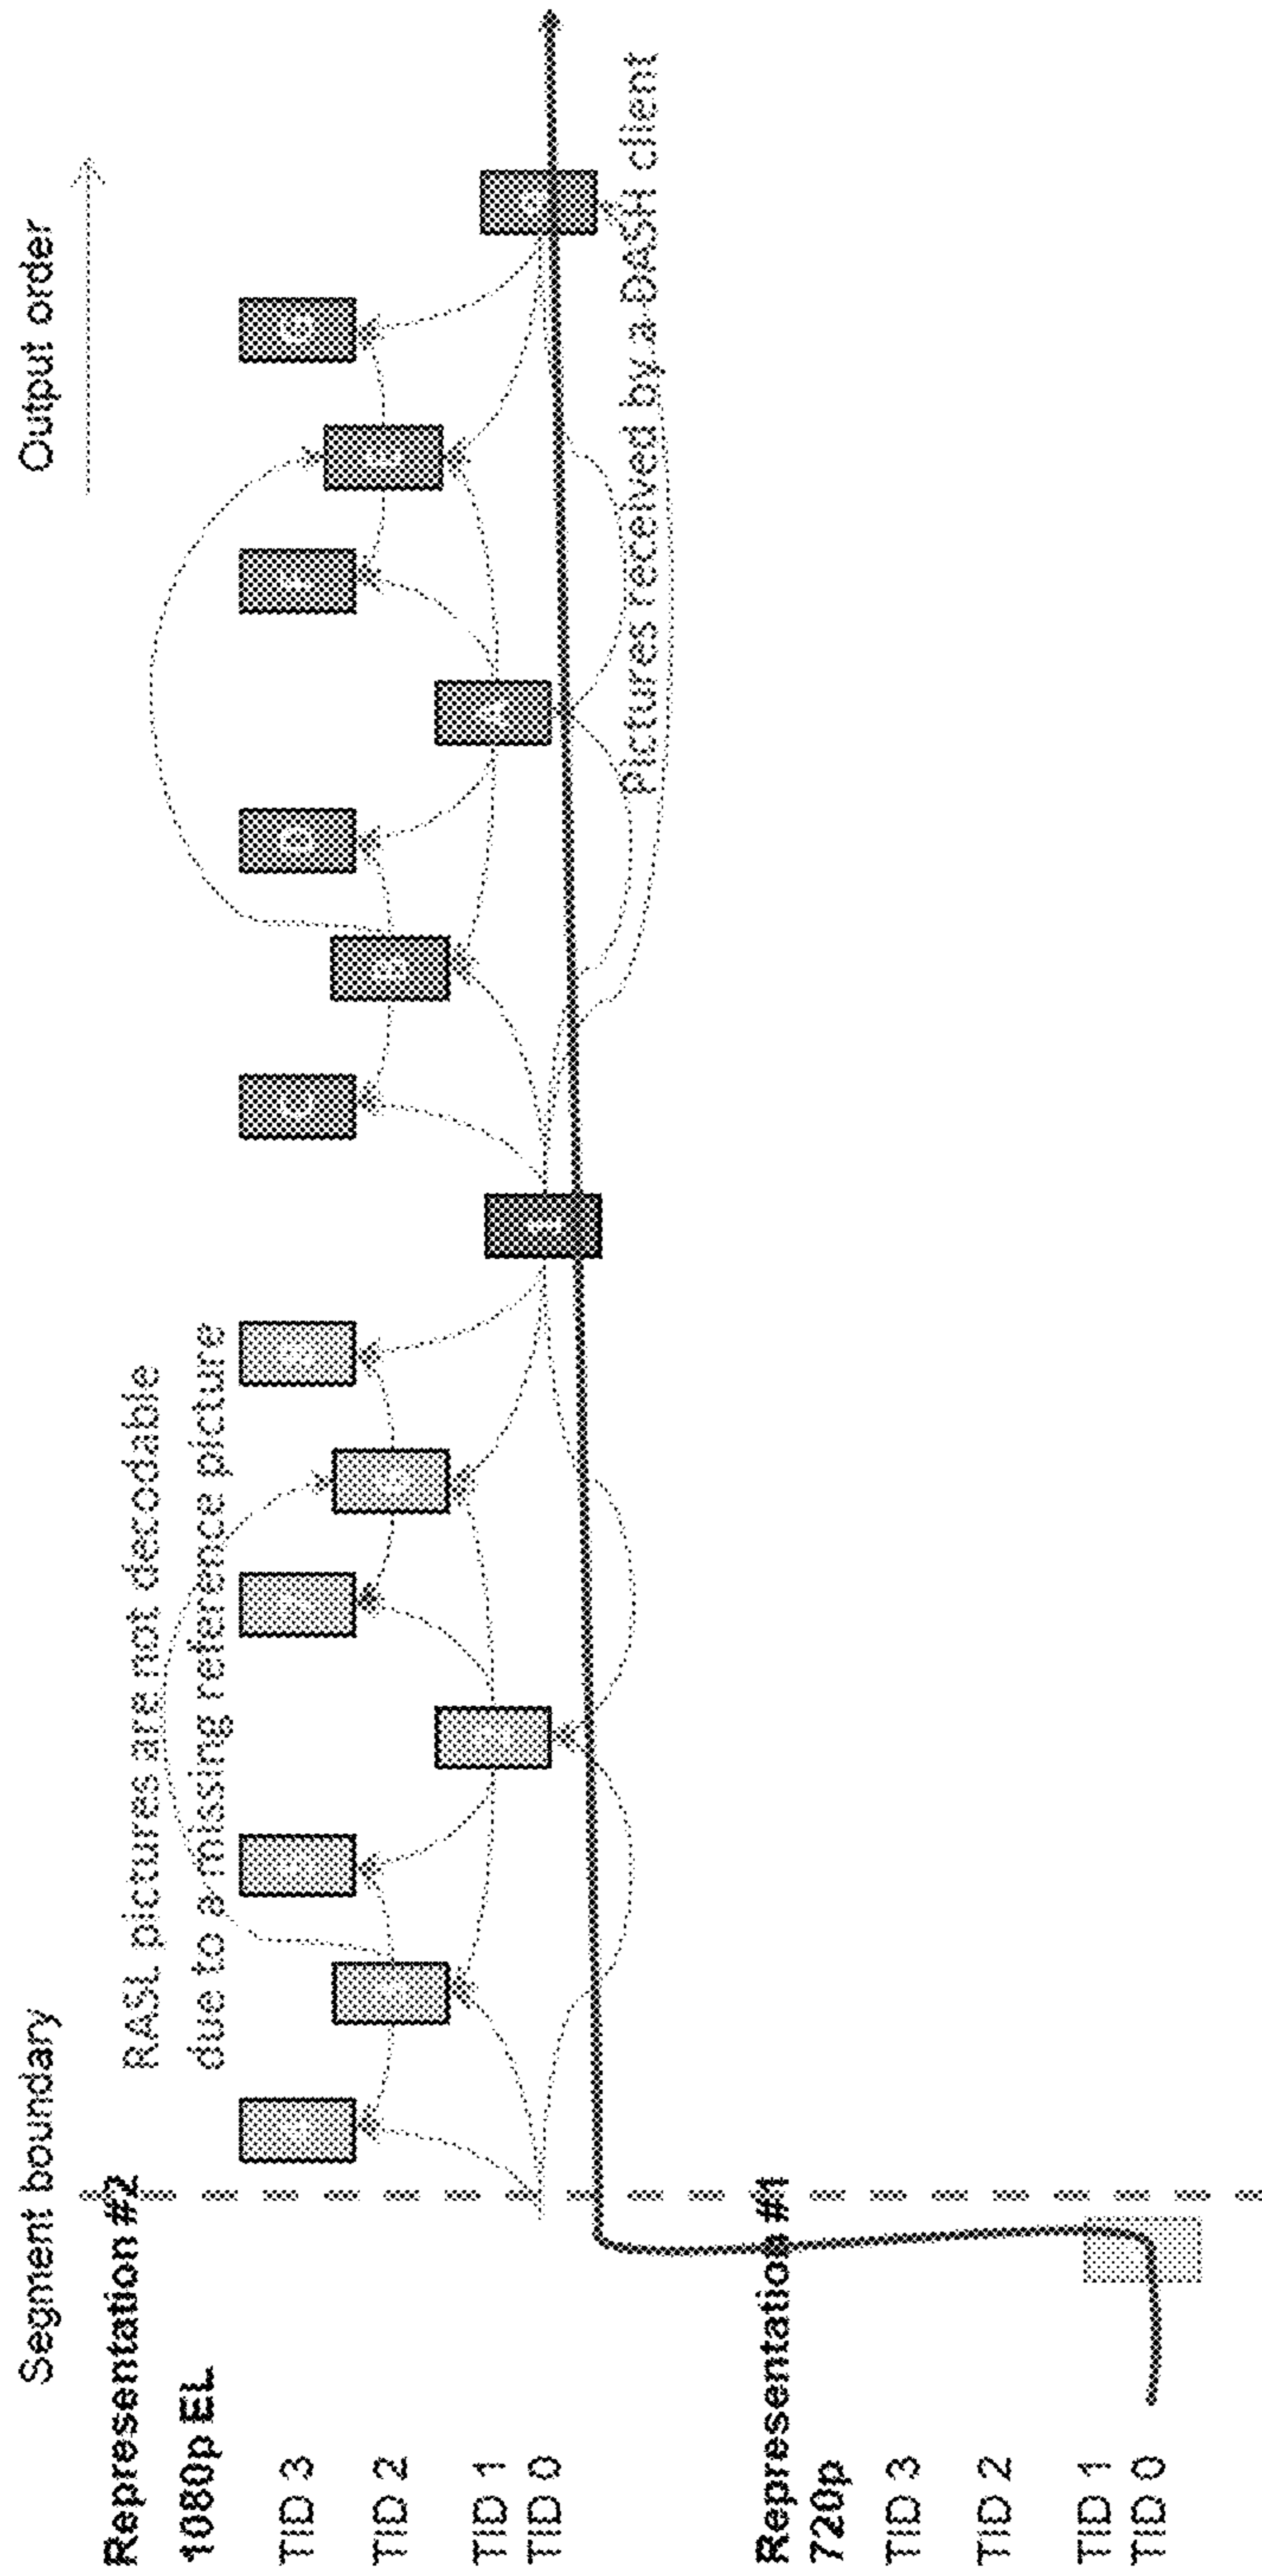 Segment boundary
Output order
Representation #2
RASL pictures are not decodable
due to a missing reference picture
1080p EL
TID 3
TID 2
TID 1
TID 0
C
D
F
G
B
E
A
I
Pictures received by a DASH client
Representation #1
720p
TID 3
TID 2
TID 1
TID 0